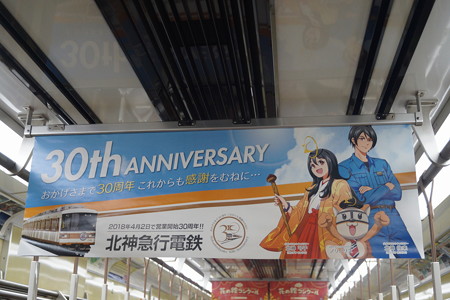 30th ANNIVERSARY
おかげさまで30周年 これからも感謝をむねに…
2018年4月2日で営業開始30周年!!
北神急行電鉄